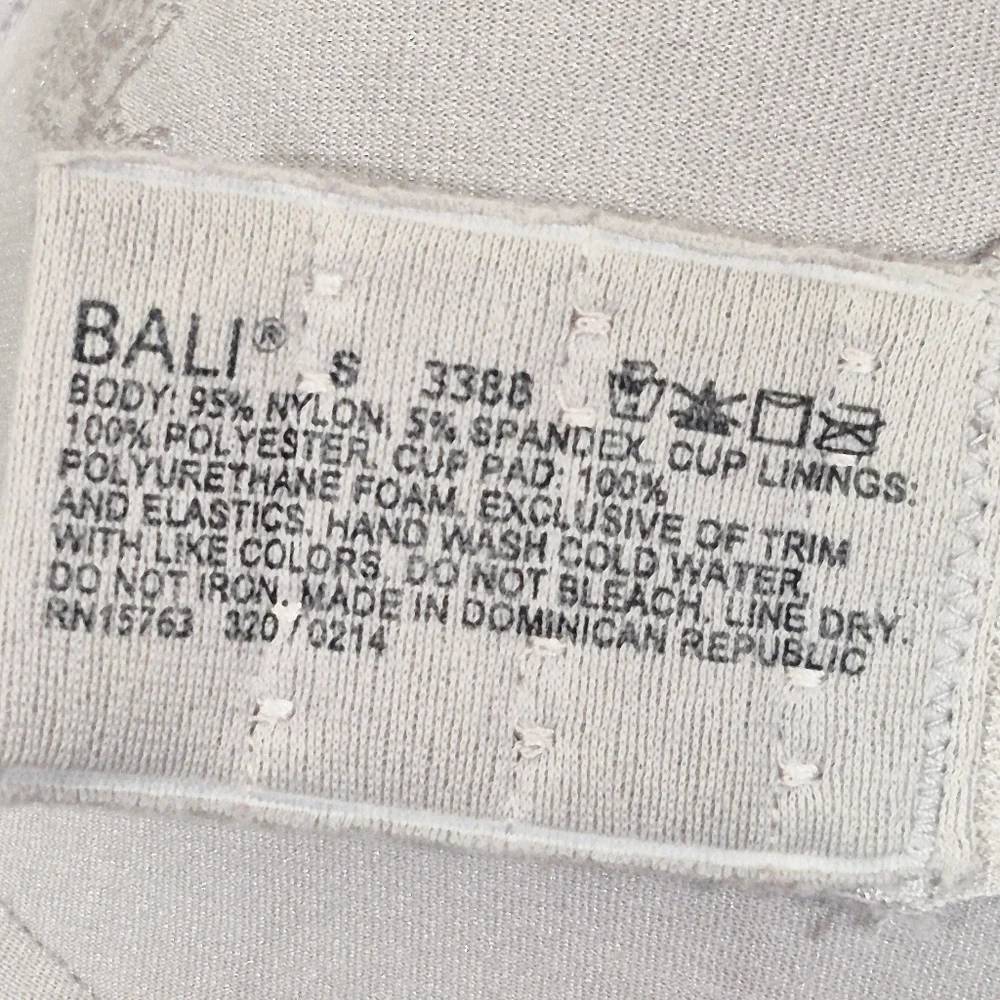 BALI® S 3388
BODY: 95% NYLON, 5% SPANDEX. CUP LININGS:
100% POLYESTER. CUP PAD: 100%
POLYURETHANE FOAM. EXCLUSIVE OF TRIM
AND ELASTICS. HAND WASH COLD WATER,
WITH LIKE COLORS. DO NOT BLEACH. LINE DRY.
DO NOT IRON. MADE IN DOMINICAN REPUBLIC
RN15763 320 / 0214